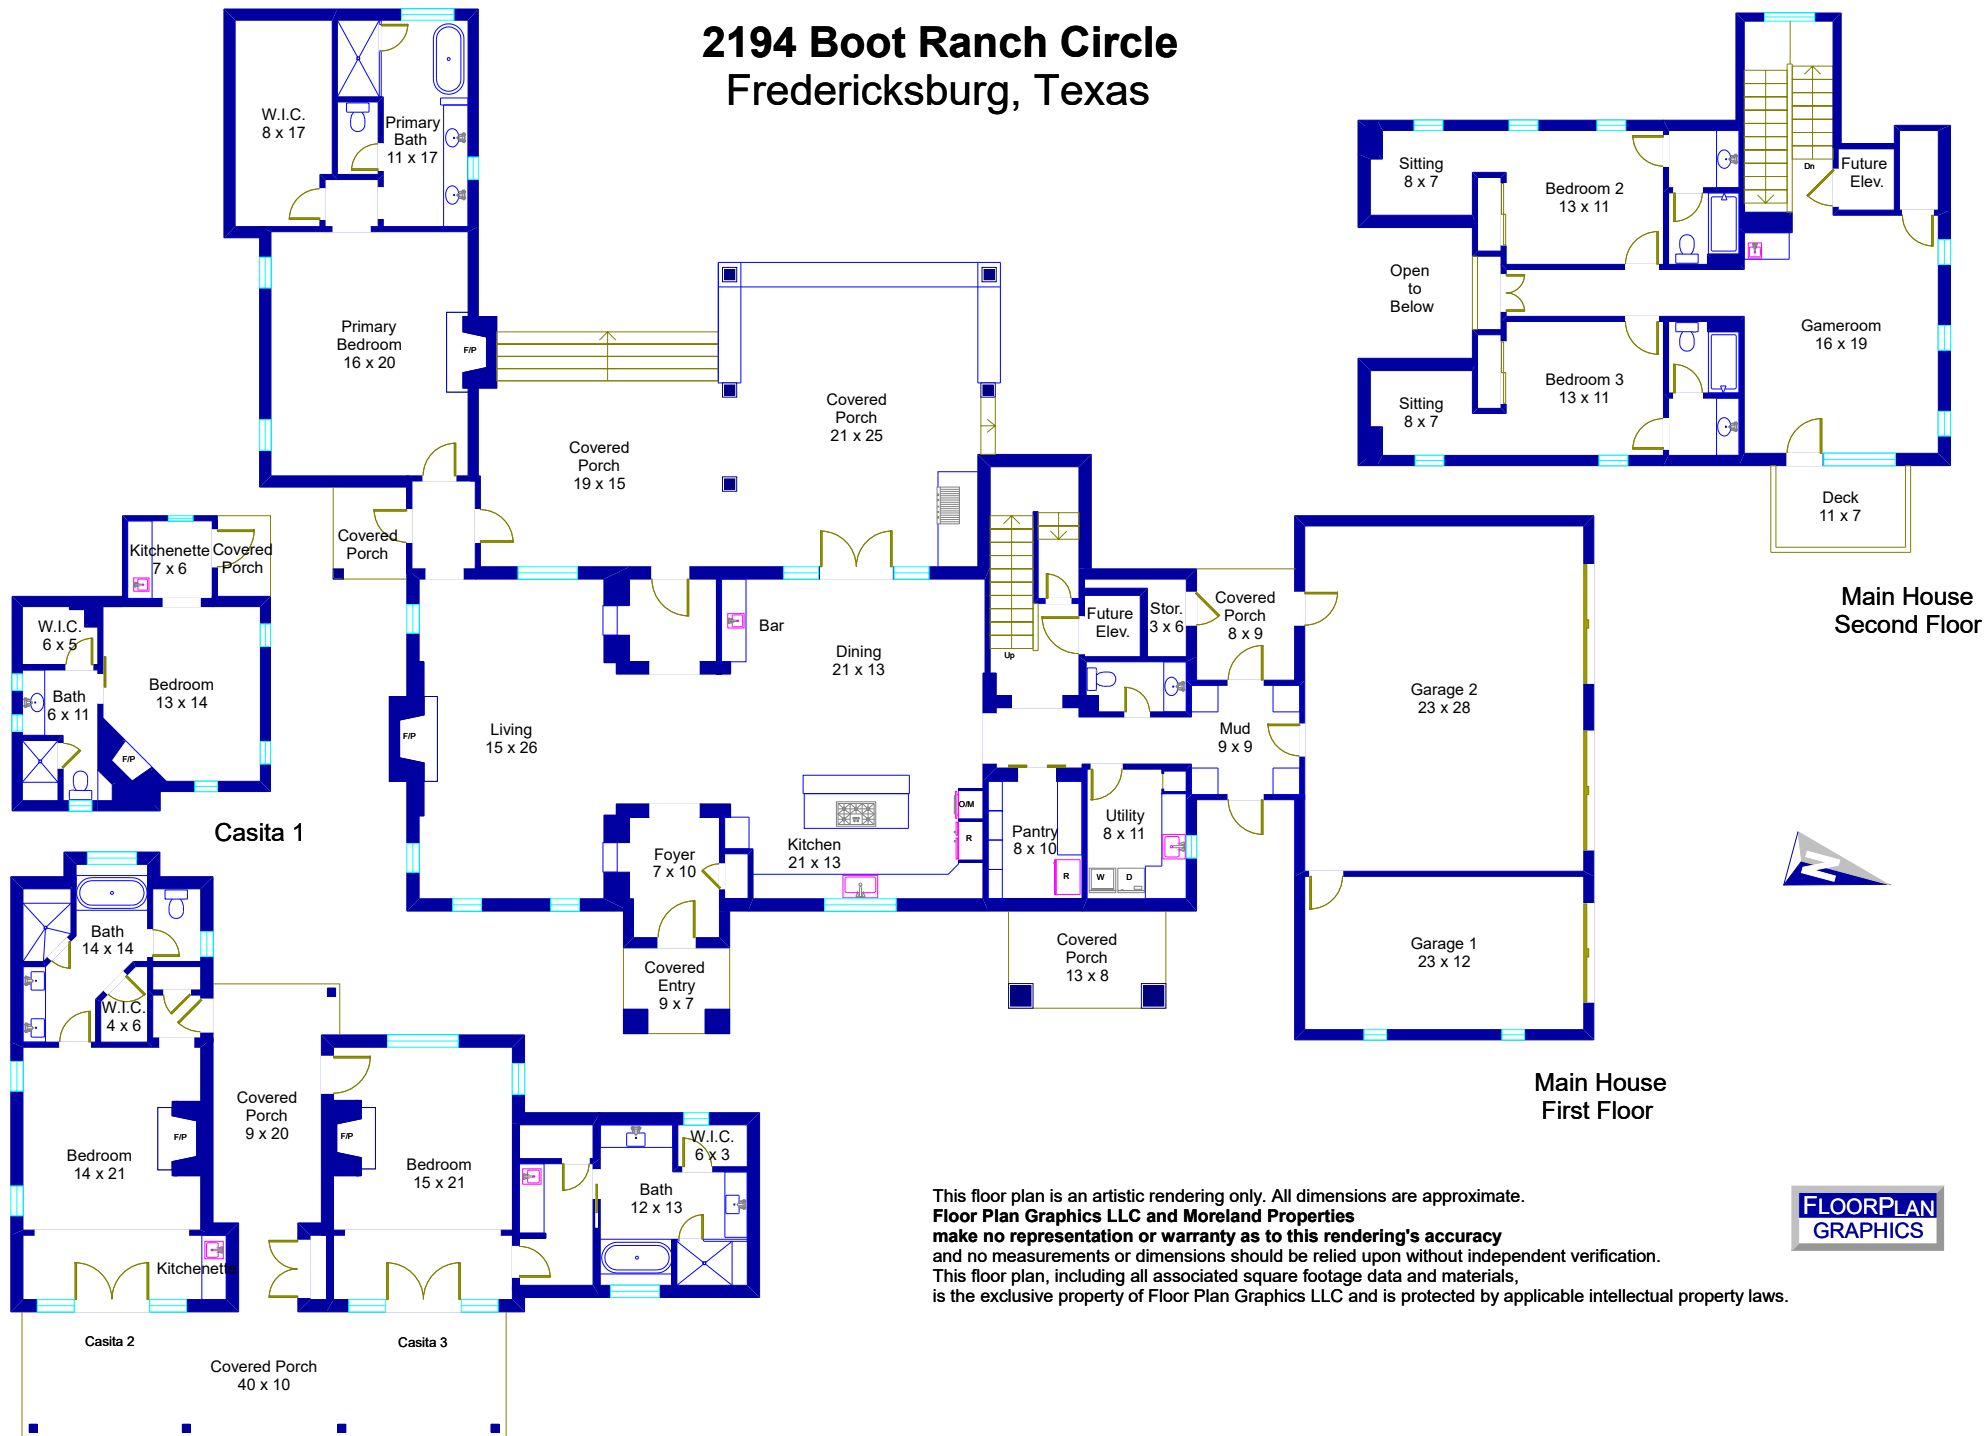 2194 Boot Ranch Circle
Fredericksburg, Texas
W.I.C.
8 x 17
Primary
Bath
11 x 17
Primary
Bedroom
16 x 20
F/P
Covered
Porch
21 x 25
Covered
Porch
19 x 15
Covered
Porch
Bar
Dining
21 x 13
Living
15 x 26
F/P
Up
Future
Elev.
Stor.
3 x 6
Covered
Porch
8 x 9
Mud
9 x 9
Garage 2
23 x 28
Foyer
7 x 10
Kitchen
21 x 13
O/M
R
Pantry
8 x 10
R
Utility
8 x 11
W
D
Covered
Entry
9 x 7
Covered
Porch
13 x 8
Garage 1
23 x 12
Main House
First Floor
Sitting
8 x 7
Bedroom 2
13 x 11
Dn
Future
Elev.
Open
to
Below
Gameroom
16 x 19
Sitting
8 x 7
Bedroom 3
13 x 11
Deck
11 x 7
Main House
Second Floor
N
Kitchenette
7 x 6
Covered
Porch
W.I.C.
6 x 5
Bath
6 x 11
Bedroom
13 x 14
F/P
Casita 1
Bath
14 x 14
W.I.C.
4 x 6
Covered
Porch
9 x 20
Bedroom
14 x 21
F/P
F/P
Bedroom
15 x 21
W.I.C.
6 x 3
Bath
12 x 13
Kitchenette
Casita 2
Casita 3
Covered Porch
40 x 10
This floor plan is an artistic rendering only. All dimensions are approximate.
Floor Plan Graphics LLC and Moreland Properties
make no representation or warranty as to this rendering's accuracy
and no measurements or dimensions should be relied upon without independent verification.
This floor plan, including all associated square footage data and materials,
is the exclusive property of Floor Plan Graphics LLC and is protected by applicable intellectual property laws.
FLOORPLAN
GRAPHICS